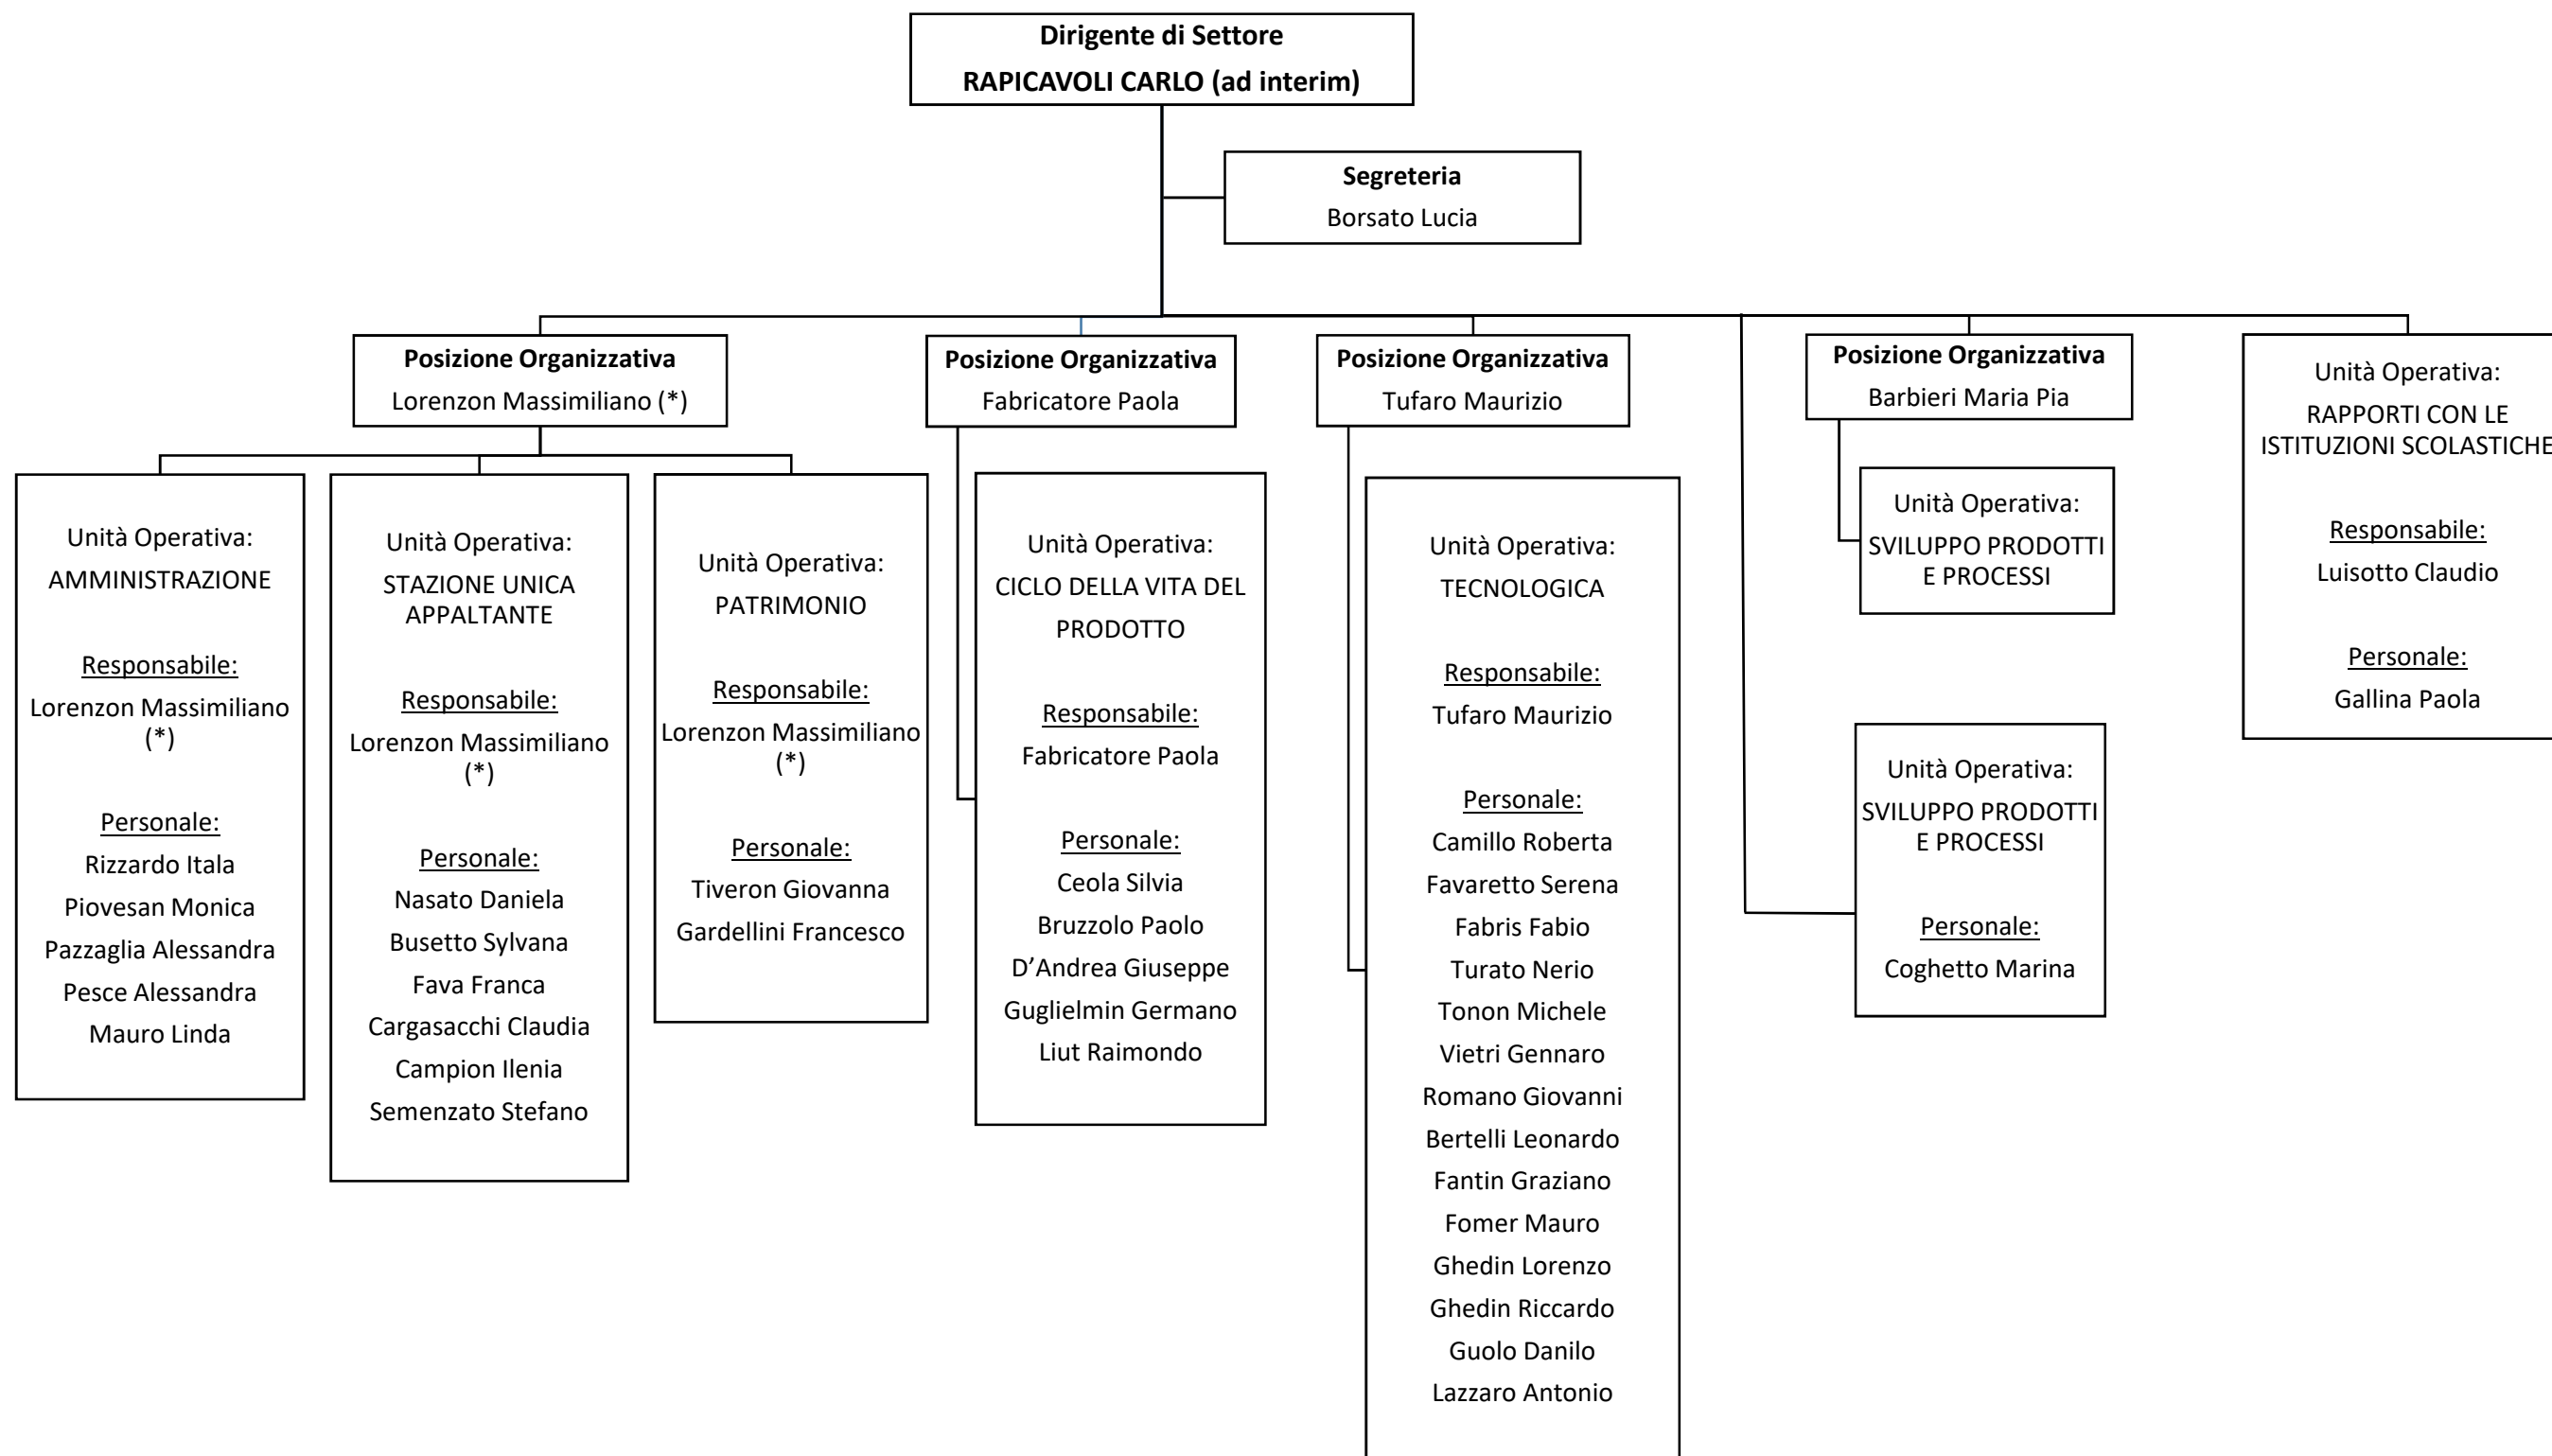 Dirigente di Settore
RAPICAVOLI CARLO (ad interim)
Segreteria
Borsato Lucia
Posizione Organizzativa
Lorenzon Massimiliano (*)
Posizione Organizzativa
Fabricatore Paola
Posizione Organizzativa
Tufaro Maurizio
Posizione Organizzativa
Barbieri Maria Pia
Unità Operativa:
RAPPORTI CON LE
ISTITUZIONI SCOLASTICHE
Responsabile:
Luisotto Claudio
Personale:
Gallina Paola
Unità Operativa:
AMMINISTRAZIONE
Responsabile:
Lorenzon Massimiliano
(*)
Personale:
Rizzardo Itala
Piovesan Monica
Pazzaglia Alessandra
Pesce Alessandra
Mauro Linda
Unità Operativa:
STAZIONE UNICA
APPALTANTE
Responsabile:
Lorenzon Massimiliano
(*)
Personale:
Nasato Daniela
Busetto Sylvana
Fava Franca
Cargasacchi Claudia
Campion Ilenia
Semenzato Stefano
Unità Operativa:
PATRIMONIO
Responsabile:
Lorenzon Massimiliano
(*)
Personale:
Tiveron Giovanna
Gardellini Francesco
Unità Operativa:
CICLO DELLA VITA DEL
PRODOTTO
Responsabile:
Fabricatore Paola
Personale:
Ceola Silvia
Bruzzolo Paolo
D’Andrea Giuseppe
Guglielmin Germano
Liut Raimondo
Unità Operativa:
TECNOLOGICA
Responsabile:
Tufaro Maurizio
Personale:
Camillo Roberta
Favaretto Serena
Fabris Fabio
Turato Nerio
Tonon Michele
Vietri Gennaro
Romano Giovanni
Bertelli Leonardo
Fantin Graziano
Fomer Mauro
Ghedin Lorenzo
Ghedin Riccardo
Guolo Danilo
Lazzaro Antonio
Unità Operativa:
SVILUPPO PRODOTTI
E PROCESSI
Unità Operativa:
SVILUPPO PRODOTTI
E PROCESSI
Personale:
Coghetto Marina